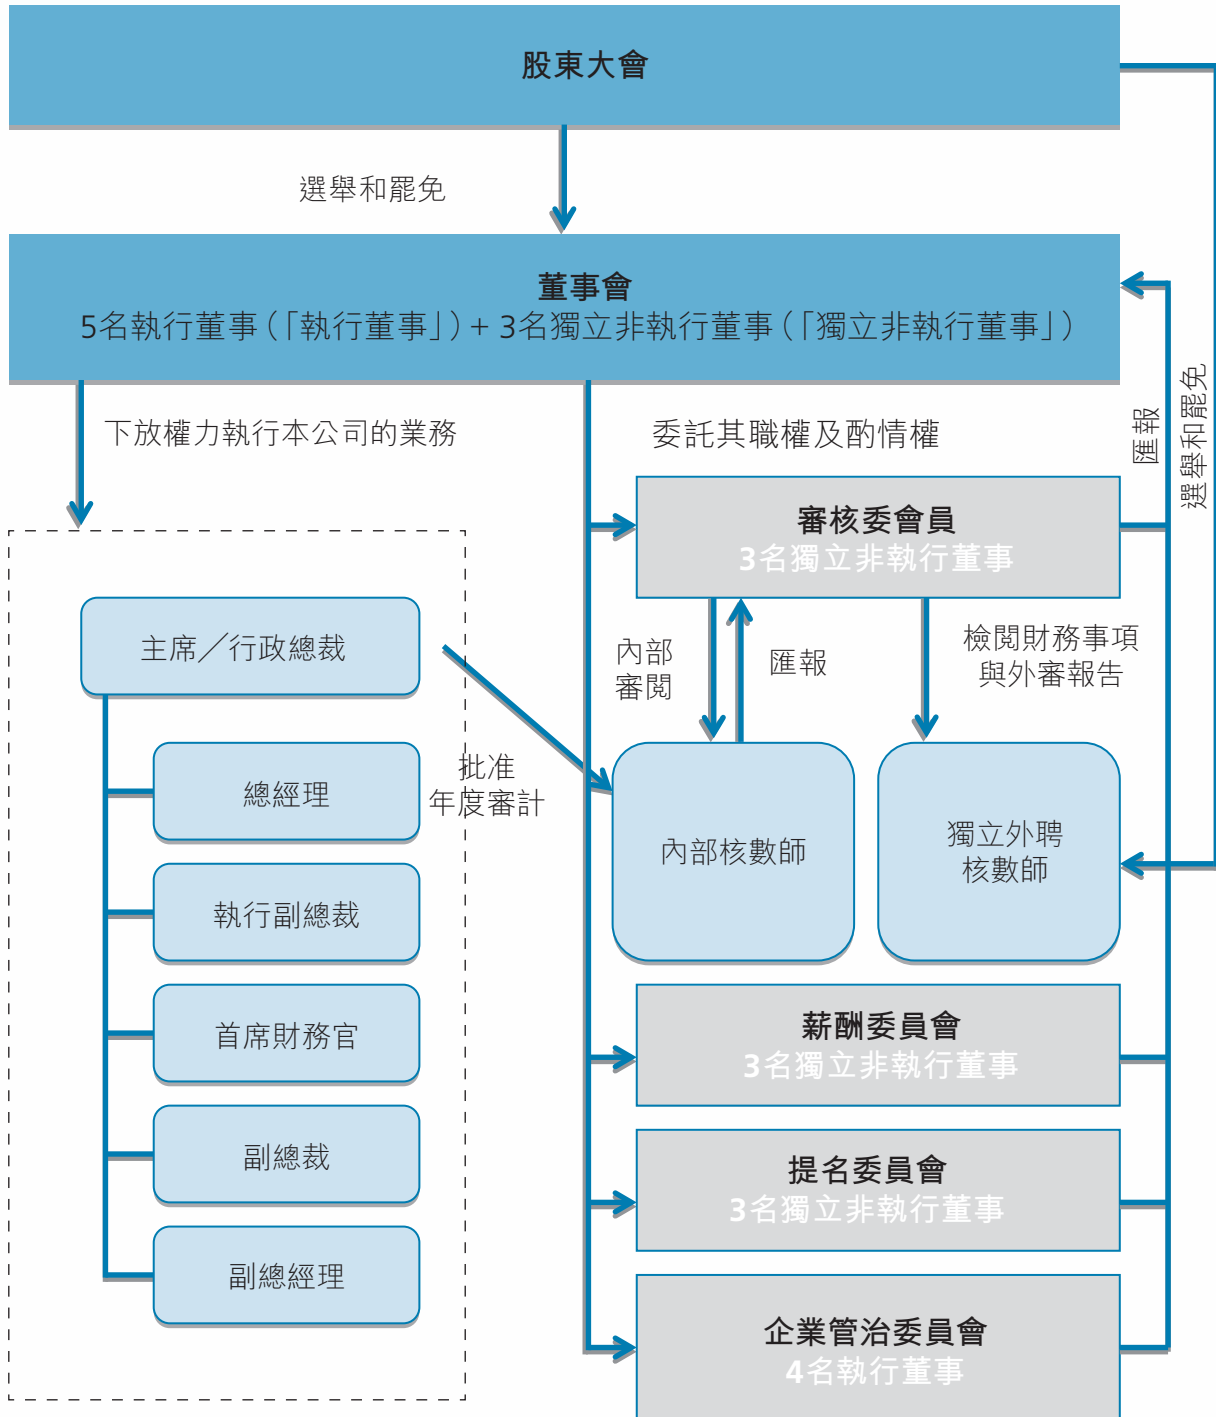 股東大會
選舉和罷免
董事會
5名執行董事（「執行董事」）+ 3名獨立非執行董事（「獨立非執行董事」）
下放權力執行本公司的業務
委託其職權及酌情權
匯報
選舉和罷免
審核委會員
3名獨立非執行董事
主席／行政總裁
內部
審閱
匯報
檢閱財務事項
與外審報告
總經理
批准
年度審計
內部核數師
獨立外聘
核數師
執行副總裁
首席財務官
薪酬委員會
3名獨立非執行董事
副總裁
提名委員會
3名獨立非執行董事
副總經理
企業管治委員會
4名執行董事